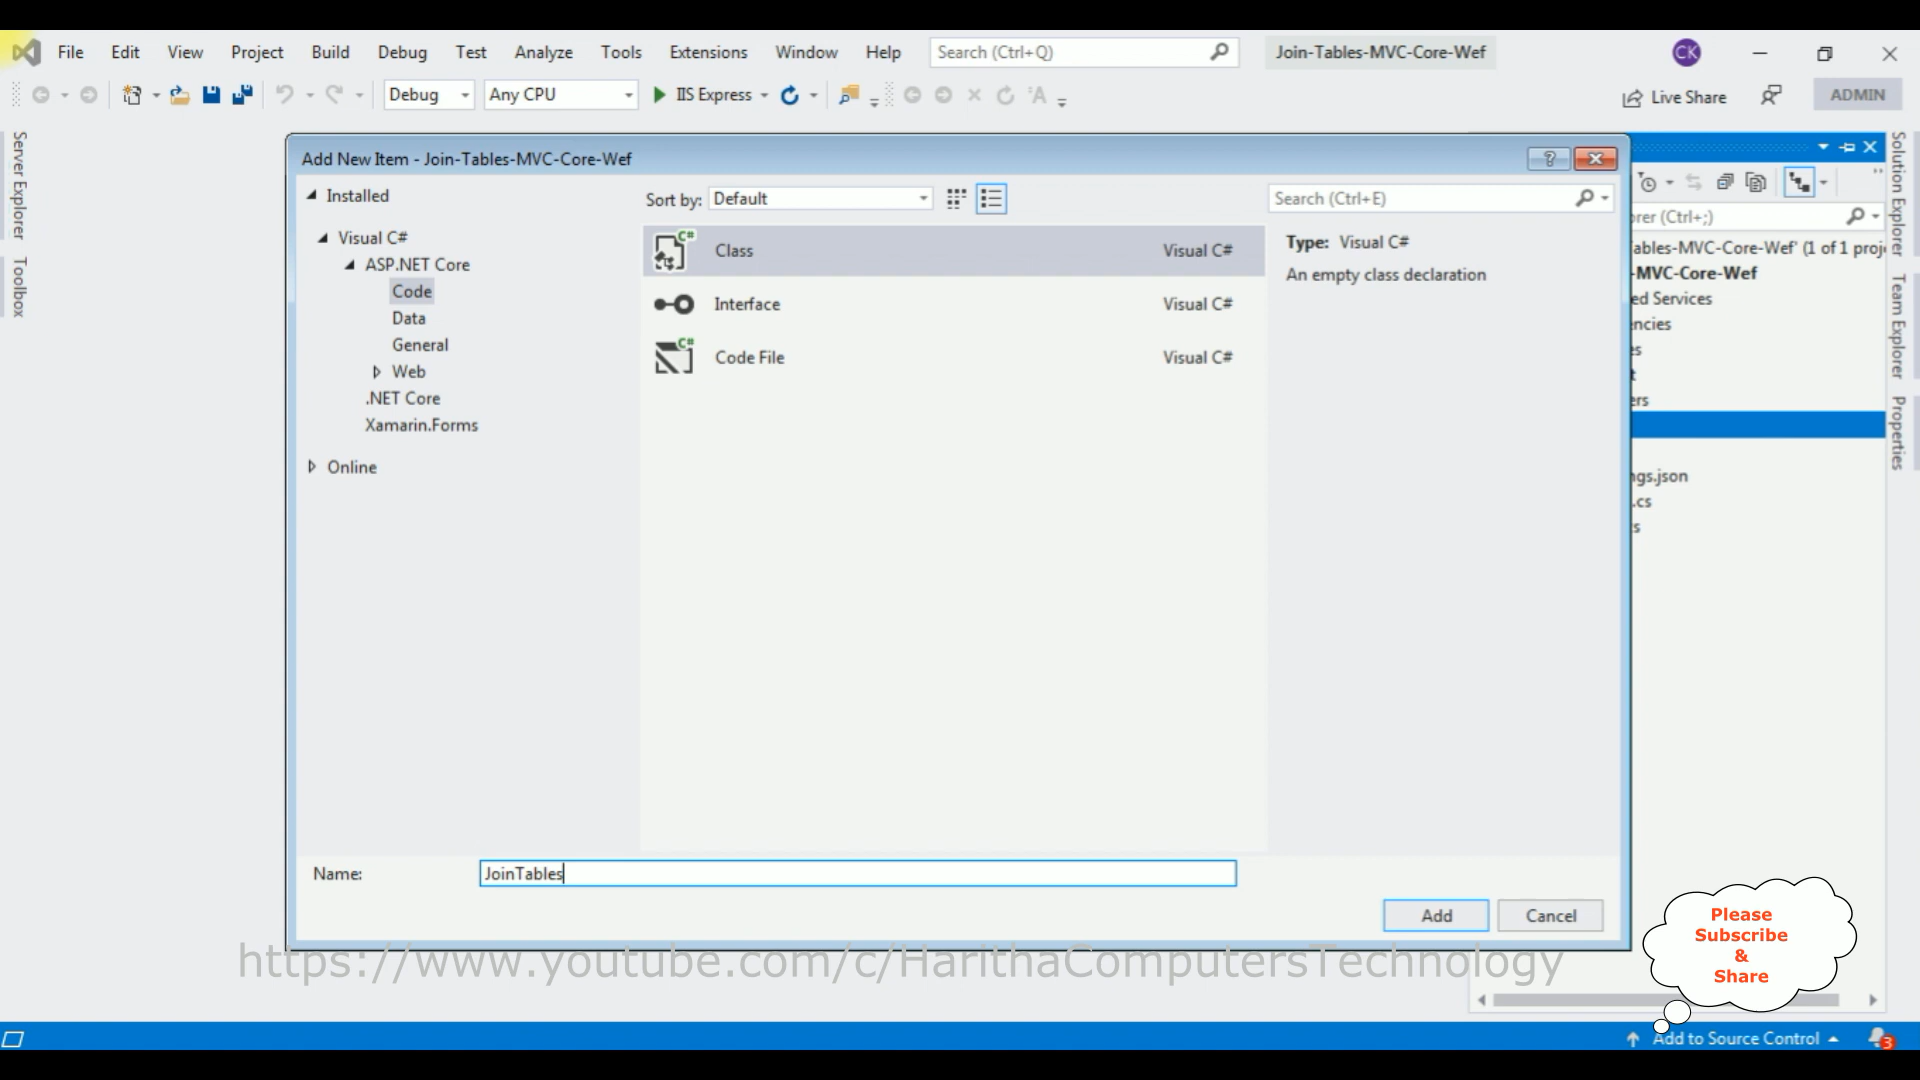 File Edit View Project Build Debug Test Analyze Tools Extensions Window Help Search (Ctrl+Q) Join-Tables-MVC-Core-Wef CK
Debug Any CPU IIS Express Live Share ADMIN
Server Explorer
Toolbox
Add New Item - Join-Tables-MVC-Core-Wef
Installed
Sort by: Default
Search (Ctrl+E)
Visual C#
ASP.NET Core
Code
Data
General
Web
.NET Core
Xamarin.Forms
Online
Class Visual C#
Interface Visual C#
Code File Visual C#
Type: Visual C#
An empty class declaration
Name: JoinTables
Add Cancel
(Ctrl+;)
ables-MVC-Core-Wef' (1 of 1 proj
-MVC-Core-Wef
ed Services
ncies
es
t
ers
ngs.json
.cs
s
Solution Explorer
Team Explorer
Properties
https://www.youtube.com/c/HarithaComputersTechnology
Please
Subscribe
&
Share
Add to Source Control 3